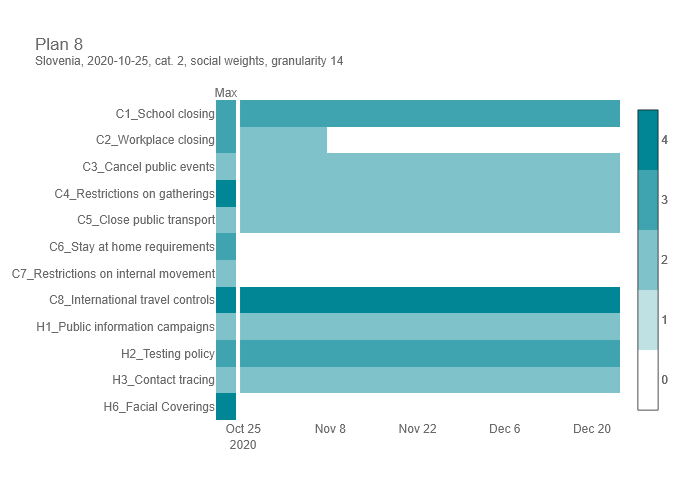 Plan 8
Slovenia, 2020-10-25, cat. 2, social weights, granularity 14
Max
C1_School closing
C2_Workplace closing
C3_Cancel public events
C4_Restrictions on gatherings
C5_Close public transport
C6_Stay at home requirements
C7_Restrictions on internal movement
C8_International travel controls
H1_Public information campaigns
H2_Testing policy
H3_Contact tracing
H6_Facial Coverings
Oct 25
2020
Nov 8
Nov 22
Dec 6
Dec 20
4
3
2
1
0